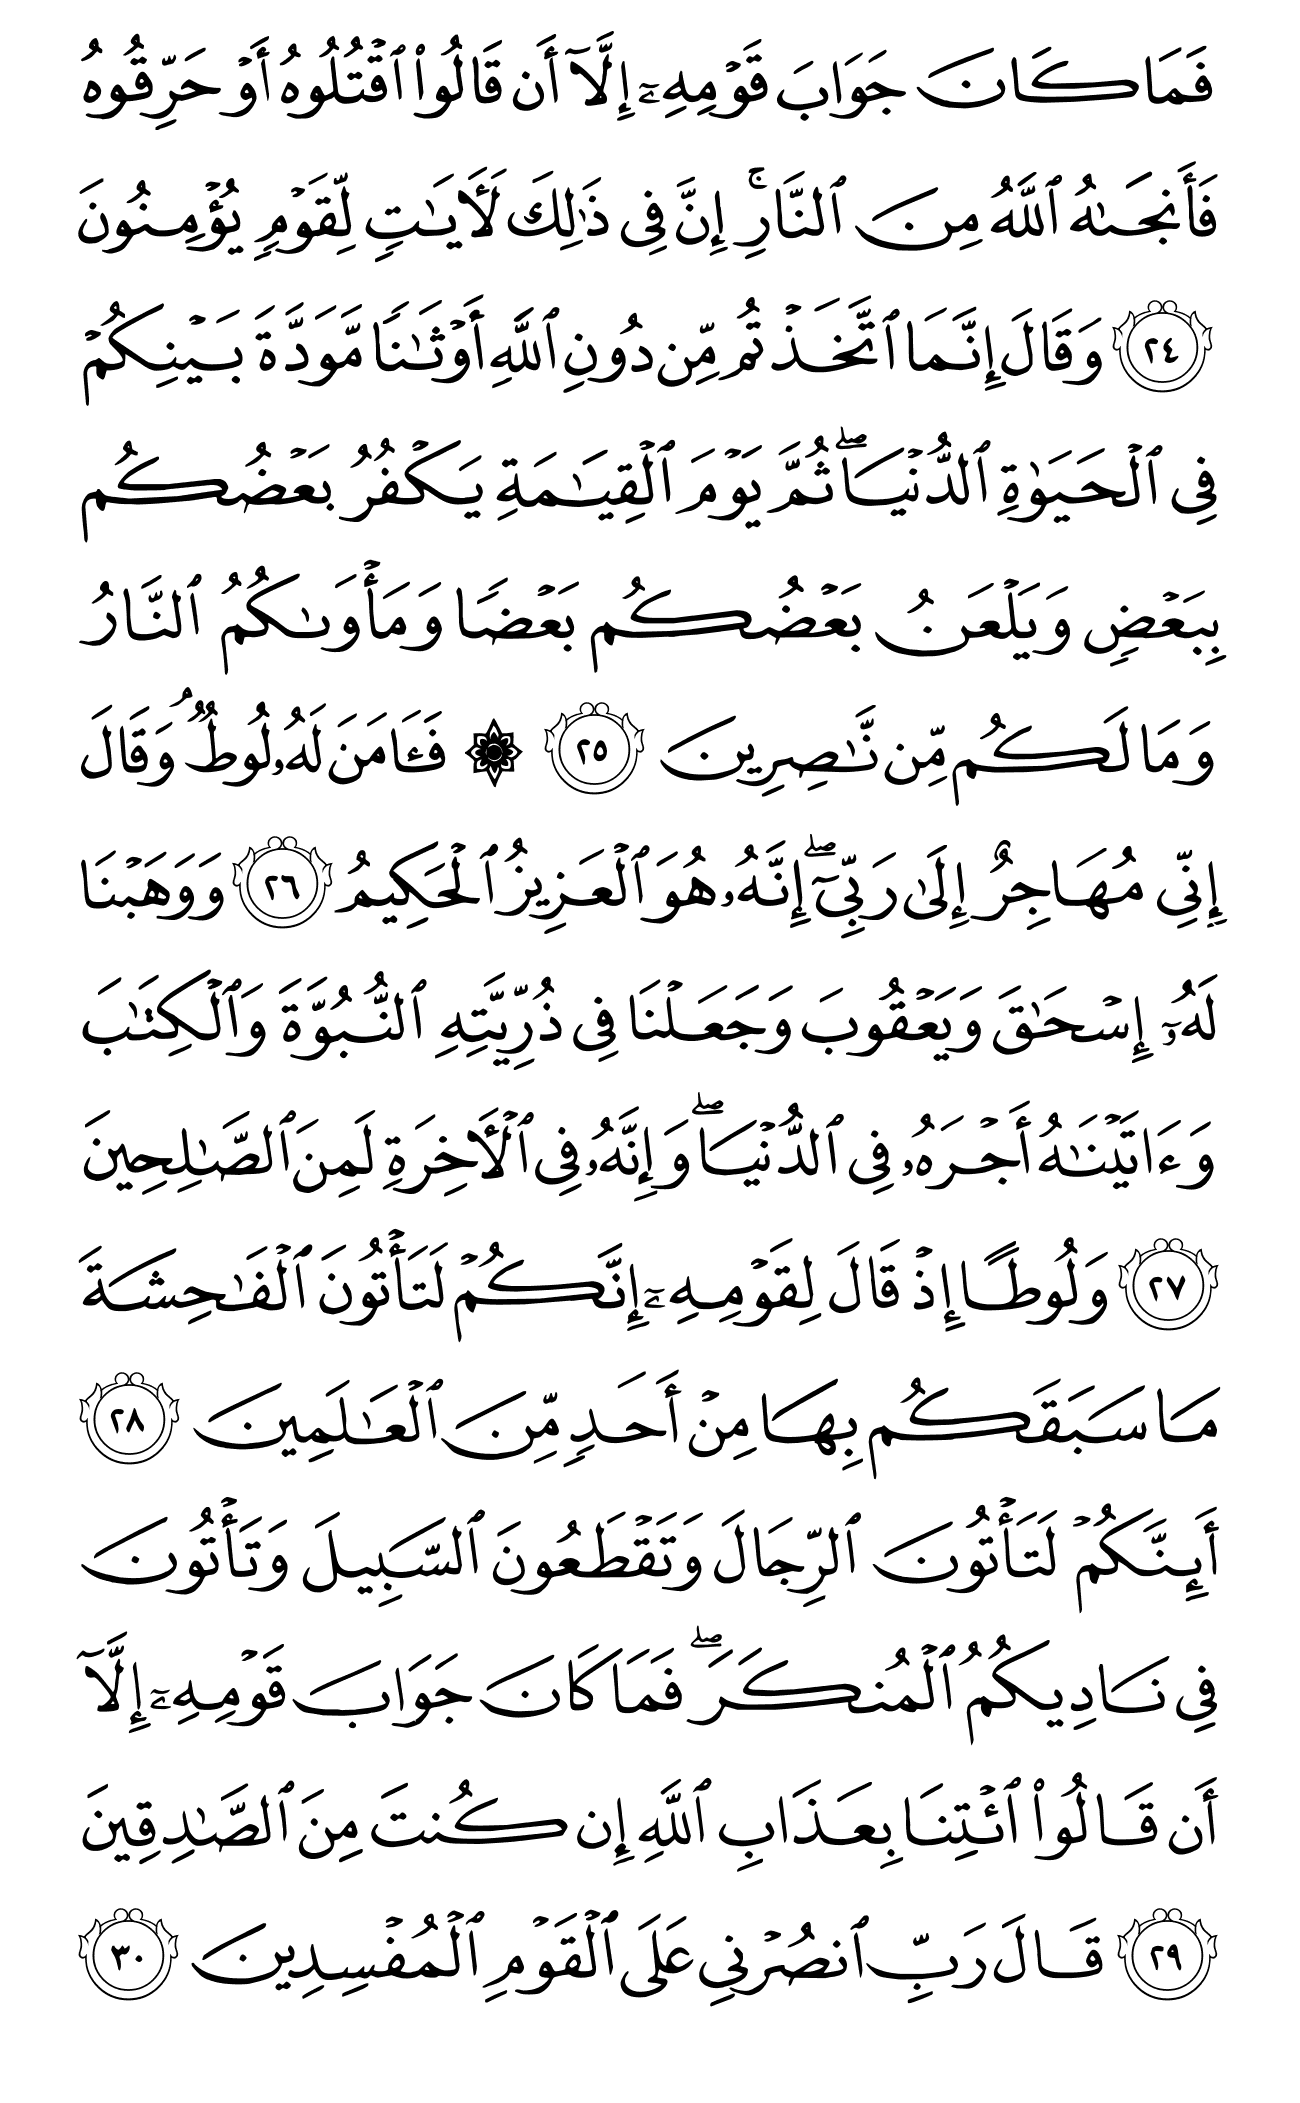 فَمَا كَانَ جَوَابَ قَوْمِهِۦٓ إِلَّآ أَن قَالُوا۟ ٱقْتُلُوهُ أَوْ حَرِّقُوهُ
فَأَنجَىٰهُ ٱللَّهُ مِنَ ٱلنَّارِ ۚ إِنَّ فِى ذَٰلِكَ لَـَٔايَـٰتٍ لِّقَوْمٍ يُؤْمِنُونَ
٢٤ وَقَالَ إِنَّمَا ٱتَّخَذْتُم مِّن دُونِ ٱللَّهِ أَوْثَـٰنًا مَّوَدَّةَ بَيْنِكُمْ
فِى ٱلْحَيَوٰةِ ٱلدُّنْيَا ۖ ثُمَّ يَوْمَ ٱلْقِيَـٰمَةِ يَكْفُرُ بَعْضُكُم
بِبَعْضٍ وَيَلْعَنُ بَعْضُكُم بَعْضًا وَمَأْوَىٰكُمُ ٱلنَّارُ
وَمَا لَكُم مِّن نَّـٰصِرِينَ ٢٥ ۞ فَـَٔامَنَ لَهُۥ لُوطٌ ۘ وَقَالَ
إِنِّى مُهَاجِرٌ إِلَىٰ رَبِّىٓ ۖ إِنَّهُۥ هُوَ ٱلْعَزِيزُ ٱلْحَكِيمُ ٢٦ وَوَهَبْنَا
لَهُۥٓ إِسْحَـٰقَ وَيَعْقُوبَ وَجَعَلْنَا فِى ذُرِّيَّتِهِ ٱلنُّبُوَّةَ وَٱلْكِتَـٰبَ
وَءَاتَيْنَـٰهُ أَجْرَهُۥ فِى ٱلدُّنْيَا ۖ وَإِنَّهُۥ فِى ٱلْـَٔاخِرَةِ لَمِنَ ٱلصَّـٰلِحِينَ
٢٧ وَلُوطًا إِذْ قَالَ لِقَوْمِهِۦٓ إِنَّكُمْ لَتَأْتُونَ ٱلْفَـٰحِشَةَ
مَا سَبَقَكُم بِهَا مِنْ أَحَدٍ مِّنَ ٱلْعَـٰلَمِينَ ٢٨
أَئِنَّكُمْ لَتَأْتُونَ ٱلرِّجَالَ وَتَقْطَعُونَ ٱلسَّبِيلَ وَتَأْتُونَ
فِى نَادِيكُمُ ٱلْمُنكَرَ ۖ فَمَا كَانَ جَوَابَ قَوْمِهِۦٓ إِلَّآ
أَن قَالُوا۟ ٱئْتِنَا بِعَذَابِ ٱللَّهِ إِن كُنتَ مِنَ ٱلصَّـٰدِقِينَ
٢٩ قَالَ رَبِّ ٱنصُرْنِى عَلَى ٱلْقَوْمِ ٱلْمُفْسِدِينَ ٣٠